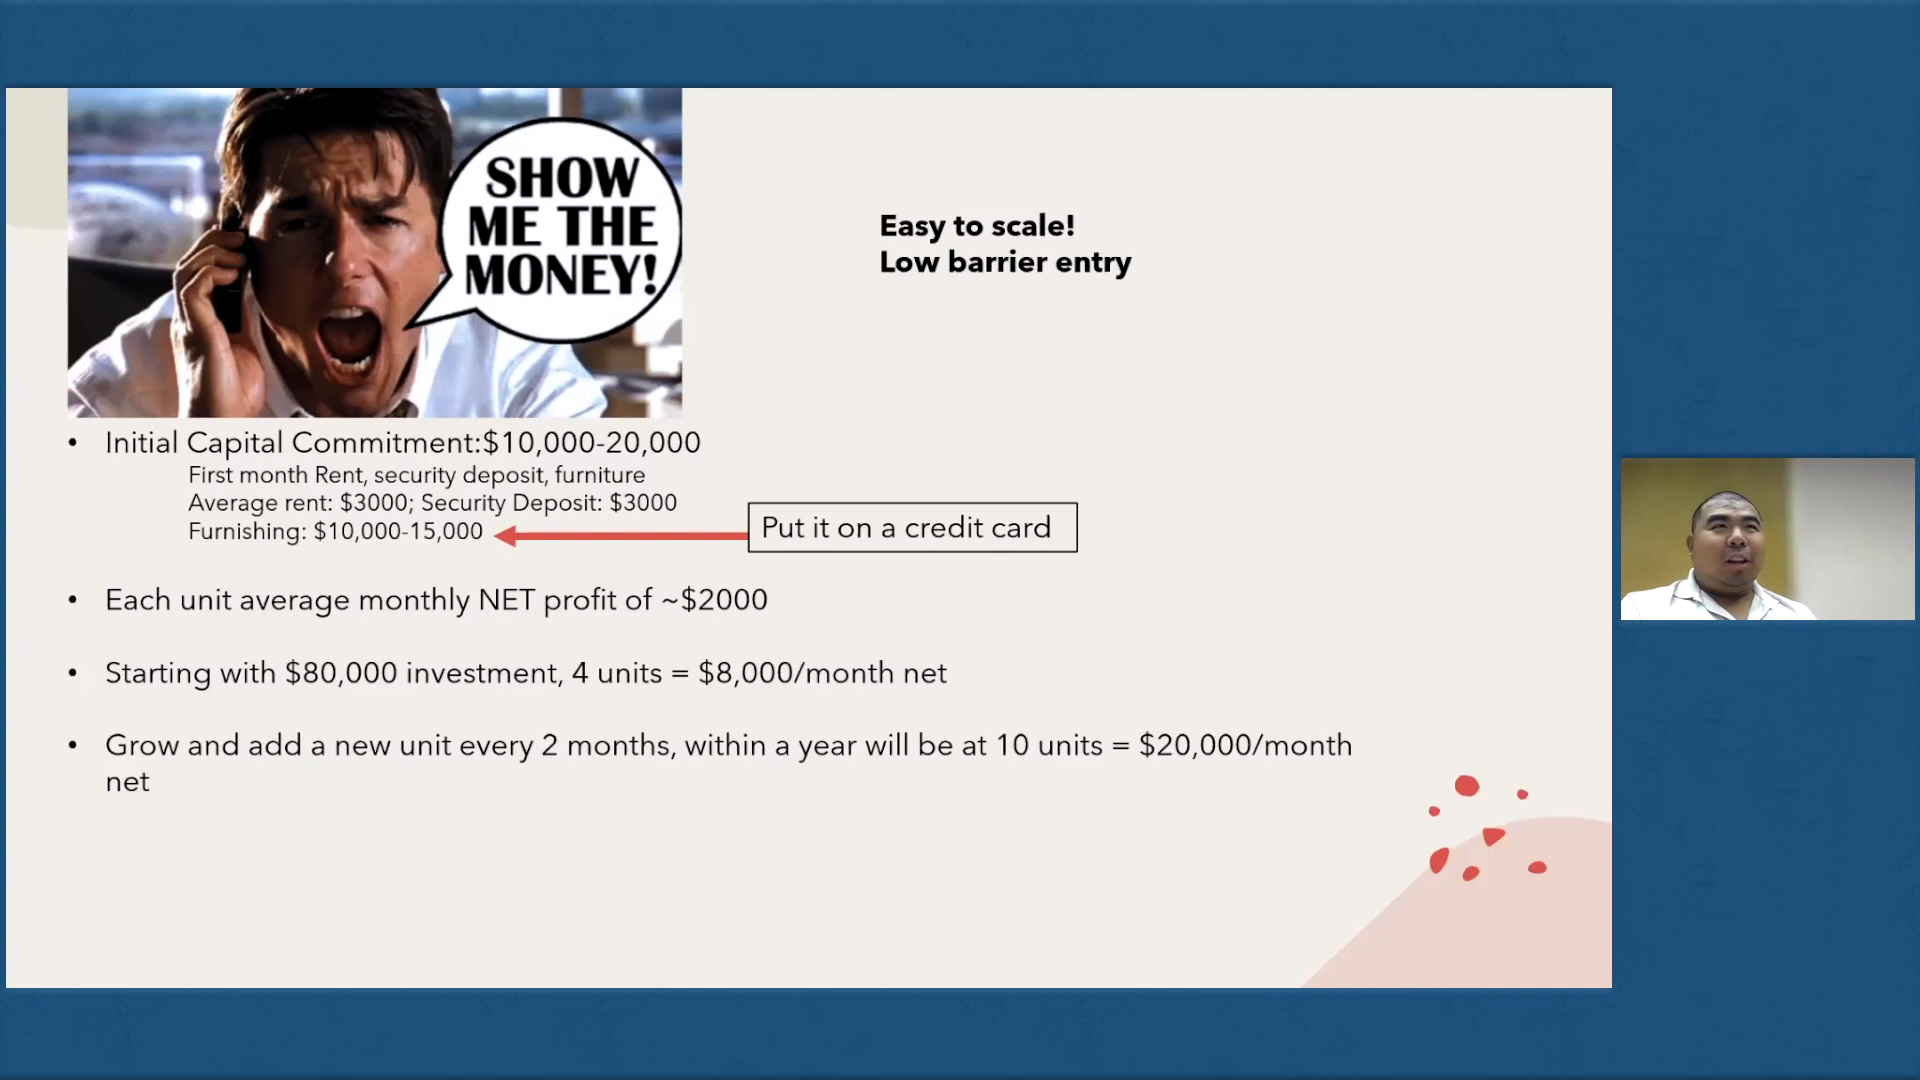 SHOW
ME THE
MONEY!
Easy to scale!
Low barrier entry
• Initial Capital Commitment:$10,000-20,000
First month Rent, security deposit, furniture
Average rent: $3000; Security Deposit: $3000
Furnishing: $10,000-15,000
Put it on a credit card
• Each unit average monthly NET profit of ~$2000
• Starting with $80,000 investment, 4 units = $8,000/month net
• Grow and add a new unit every 2 months, within a year will be at 10 units = $20,000/month
net